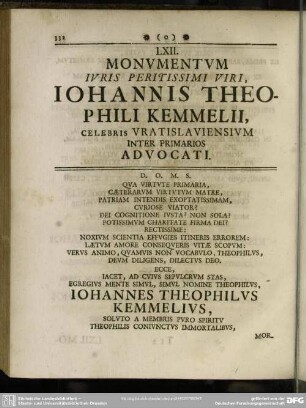 338 (o)
LXII.
MONVMENTVM
IVRIS PERITISSIMI VIRI,
IOHANNIS THEO-
PHILI KEMMELII,
CELEBRIS VRATISLAVIENSIVM
INTER PRIMARIOS
ADVOCATI.
D. O. M. S.
QVA VIRTVTE PRIMARIA,
CÆTERARVM VIRTVTVM MATRE,
PATRIAM INTENDIS EXOPTATISSIMAM,
CVRIOSE VIATOR?
DEI COGNITIONE IVSTA? NON SOLA?
POTISSIMVM CHARITATE FIRMA DEI?
RECTISSIME:
NOXIVM SCIENTIA EFFVGIES ITINERIS ERROREM:
LÆTVM AMORE CONSEQVERIS VITÆ SCOPVM:
VERVS ANIMO, QVAMVIS NON VOCABVLO, THEOPHILVS,
DEVM DILIGENS, DILECTVS DEO.
ECCE,
IACET, AD CVIVS SEPVLCRVM STAS,
EGREGIVS MENTE SIMVL, SIMVL NOMINE THEOPHILVS,
IOHANNES THEOPHILVS
KEMMELIVS,
SOLVTO A MEMBRIS PVRO SPIRITV
THEOPHILIS CONIVNCTVS IMMORTALIBVS,
MOR-